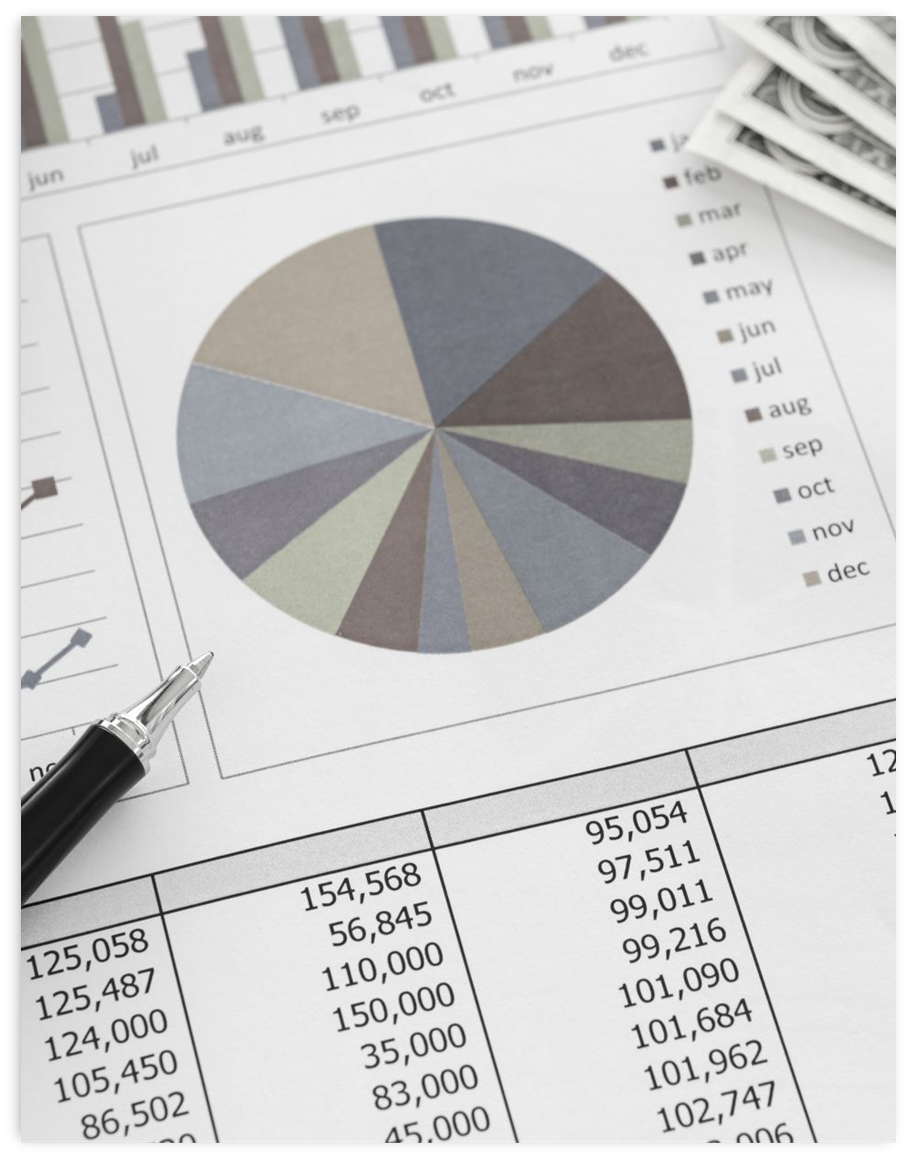 jun jul aug sep oct nov dec
feb
mar
apr
may
jun
jul
aug
sep
oct
nov
dec
125,058
125,487
124,000
105,450
86,502
154,568
56,845
110,000
150,000
35,000
83,000
45,000
95,054
97,511
99,011
99,216
101,090
101,684
101,962
102,747